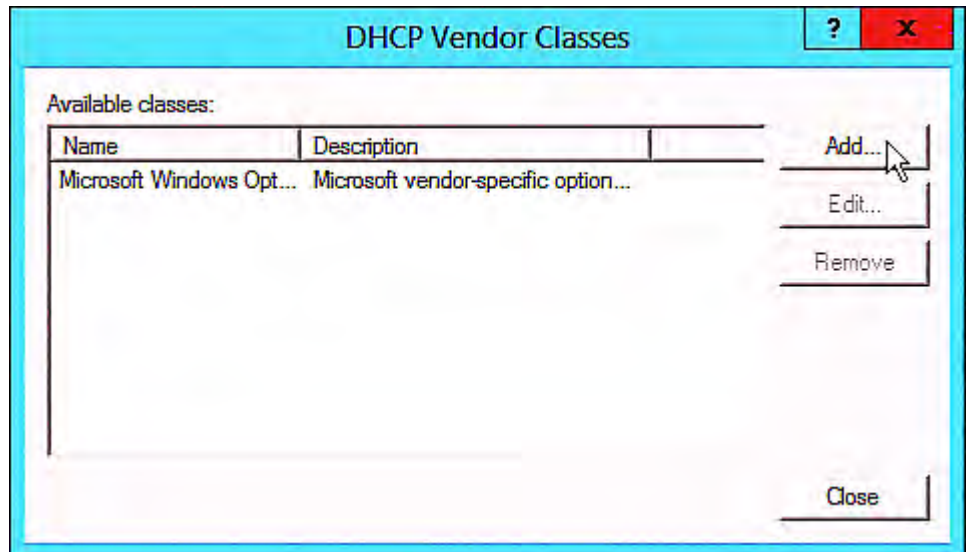 DHCP Vendor Classes
? x
Available classes:
Name Description
Add...
Microsoft Windows Opt... Microsoft vendor-specific option...
Edit...
Remove
Close